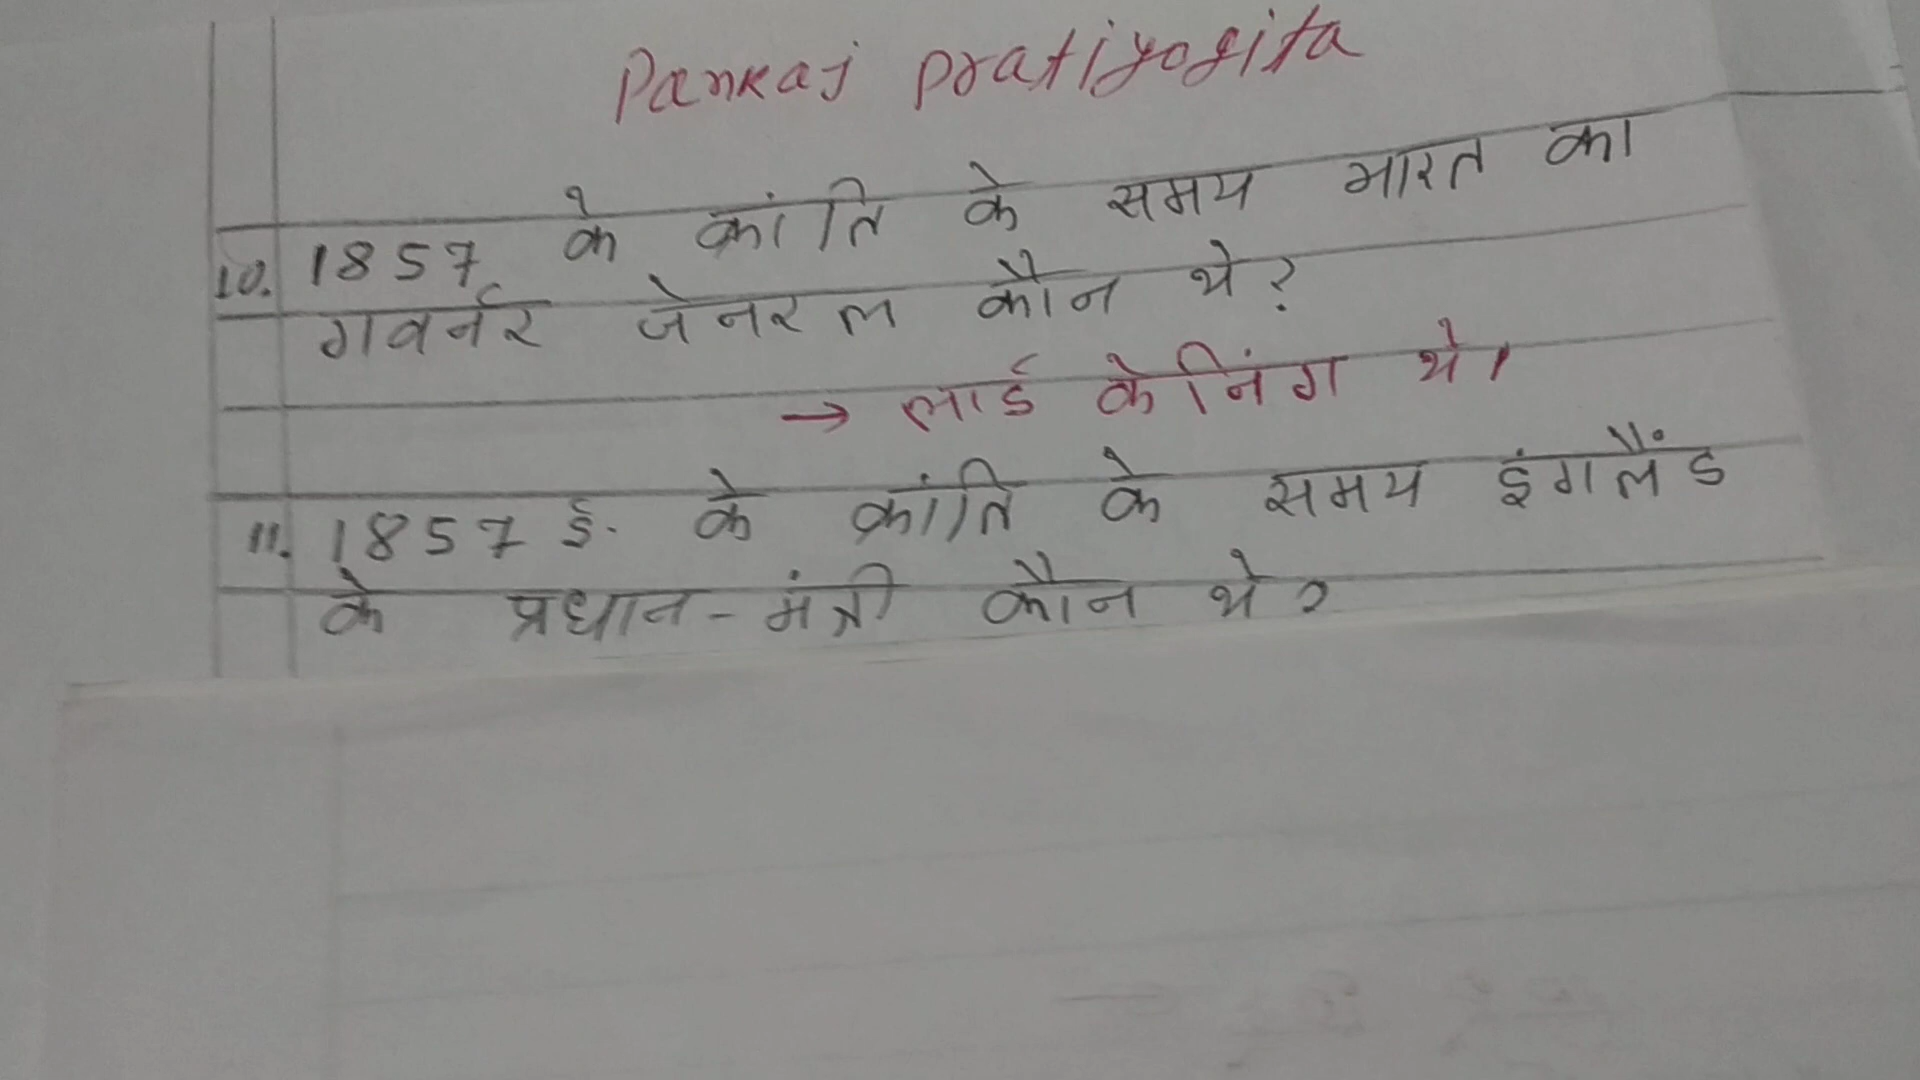 Pankaj pratiyogita
10. 1857 के क्रांति के समय भारत का
गवर्नर जेनरल कौन थे?
→ लार्ड केनिंग थे।
11. 1857 ई. के क्रांति के समय इंगलैंड
के प्रधान-मंत्री कौन थे?